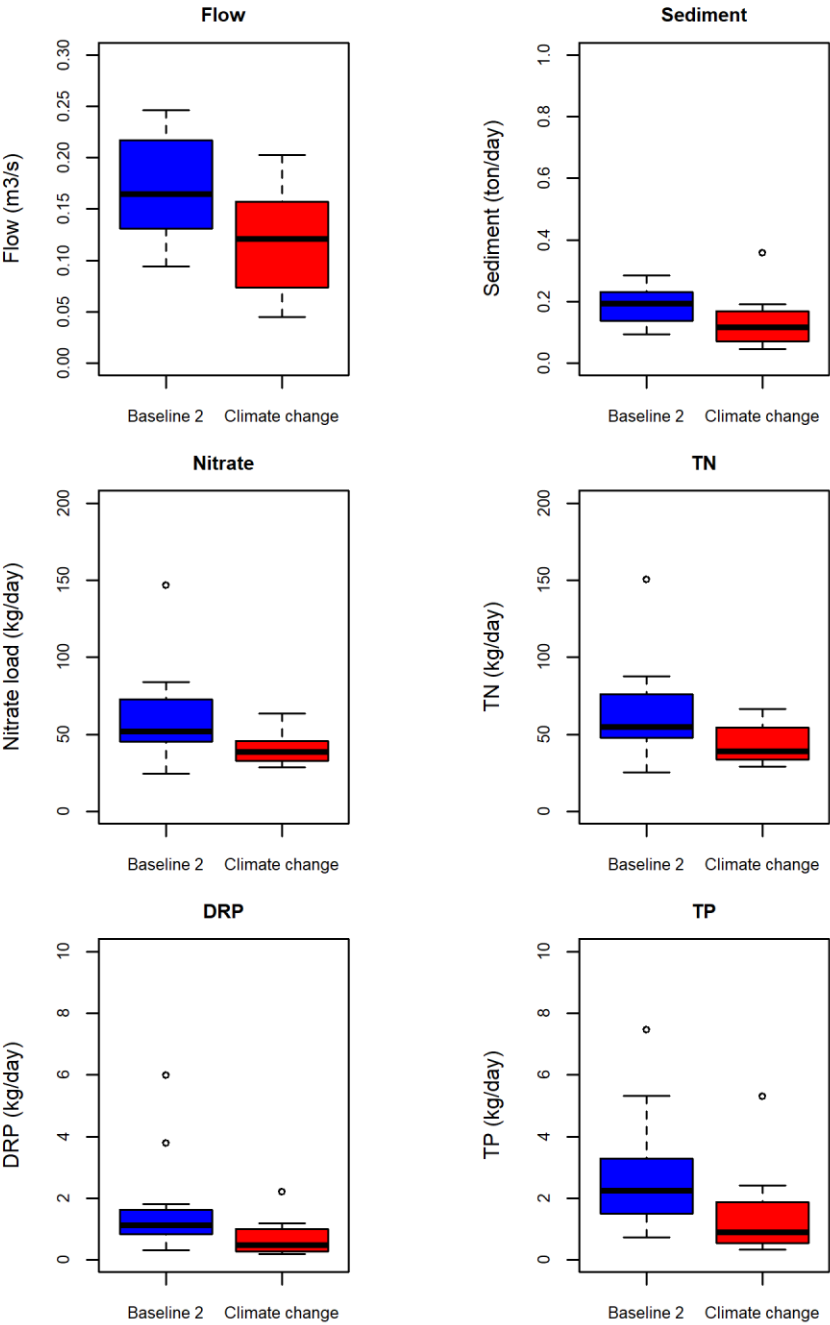 Flow
Flow (m3/s)
0.30
0.25
0.20
0.15
0.10
0.05
0.00
Baseline 2 Climate change
Sediment
Sediment (ton/day)
1.0
0.8
0.6
0.4
0.2
0.0
Baseline 2 Climate change
Nitrate
Nitrate load (kg/day)
200
150
100
50
0
Baseline 2 Climate change
TN
TN (kg/day)
200
150
100
50
0
Baseline 2 Climate change
DRP
DRP (kg/day)
10
8
6
4
2
0
Baseline 2 Climate change
TP
TP (kg/day)
10
8
6
4
2
0
Baseline 2 Climate change